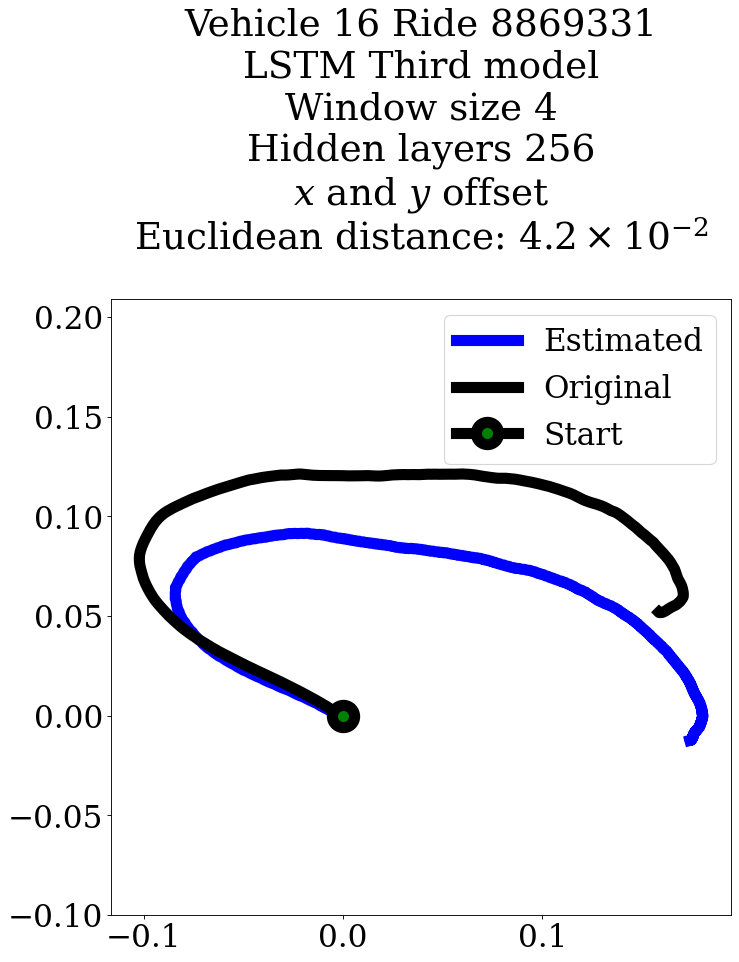 Vehicle 16 Ride 8869331
LSTM Third model
Window size 4
Hidden layers 256
x and y offset
Euclidean distance: 4.2 × 10⁻²
0.20
0.15
0.10
0.05
0.00
−0.05
−0.10
−0.1
0.0
0.1
Estimated
Original
Start